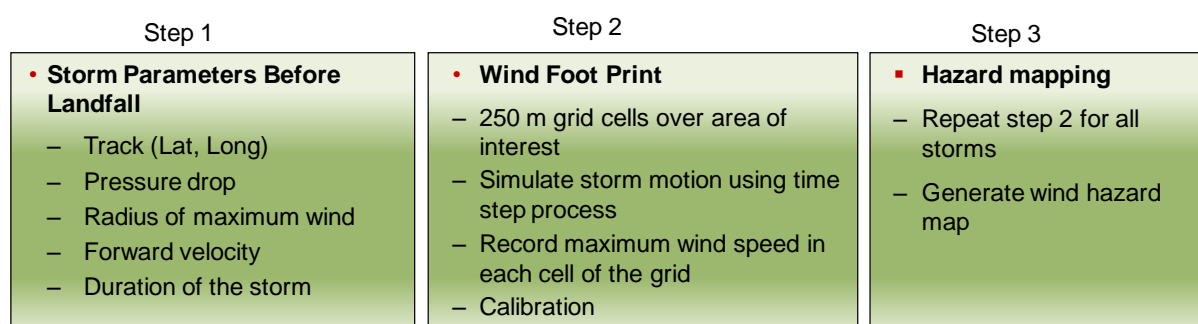 Step 1
• Storm Parameters Before
Landfall
– Track (Lat, Long)
– Pressure drop
– Radius of maximum wind
– Forward velocity
– Duration of the storm
Step 2
• Wind Foot Print
– 250 m grid cells over area of
interest
– Simulate storm motion using time
step process
– Record maximum wind speed in
each cell of the grid
– Calibration
Step 3
▪ Hazard mapping
– Repeat step 2 for all
storms
– Generate wind hazard
map